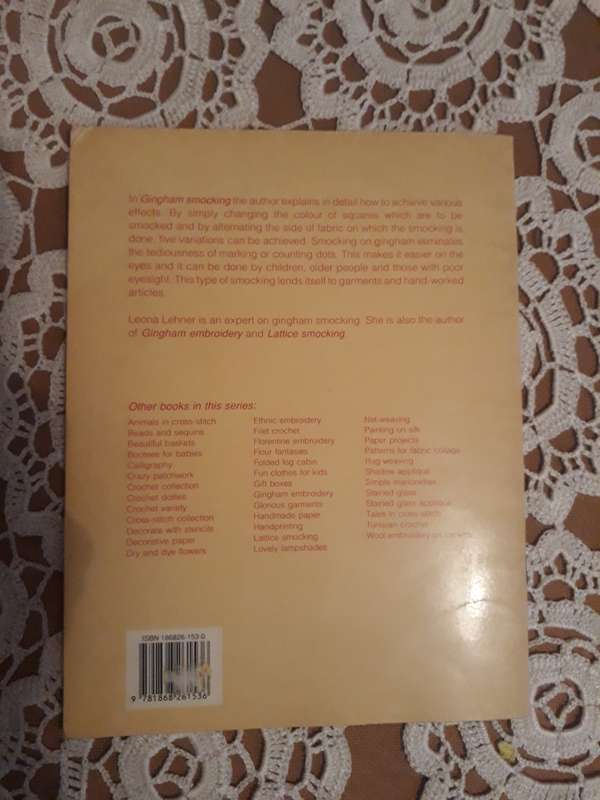 In Gingham smocking the author explains in detail how to achieve various
effects. By simply changing the colour of squares which are to be
smocked and by alternating the side of fabric on which the smocking is
done, five variations can be achieved. Smocking on gingham eliminates
the tediousness of marking or counting dots. This makes it easier on the
eyes and it can be done by children, older people and those with poor
eyesight. This type of smocking lends itself to garments and hand-worked
articles.
Leona Lehner is an expert on gingham smocking. She is also the author
of Gingham embroidery and Lattice smocking.
Other books in this series:
Animals in cross-stitch
Beads and sequins
Beautiful baskets
Bootees for babies
Calligraphy
Crazy patchwork
Crochet collection
Crochet doilies
Crochet variety
Cross-stitch collection
Decorate with stencils
Decorative paper
Dry and dye flowers
Ethnic embroidery
Filet crochet
Florentine embroidery
Flour fantasies
Folded log cabin
Fun clothes for kids
Gift boxes
Gingham embroidery
Glorious garments
Handmade paper
Handprinting
Lattice smocking
Lovely lampshades
Net-weaving
Painting on silk
Paper projects
Patterns for fabric collage
Rug weaving
Shadow appliqué
Simple marionettes
Stained glass
Stained glass appliqué
Tales in cross-stitch
Tunisian crochet
Wool embroidery on canvas
ISBN 186826-153-0
9 781868 261536